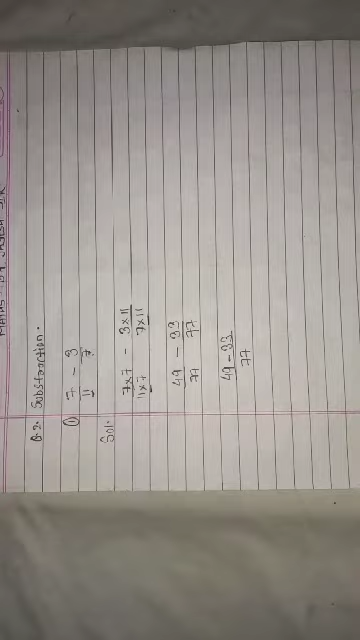 Q.2. Substraction.
① 7/11 - 3/7
Sol.
7×7/11×7 - 3×11/7×11
49/77 - 33/77
49-33/77